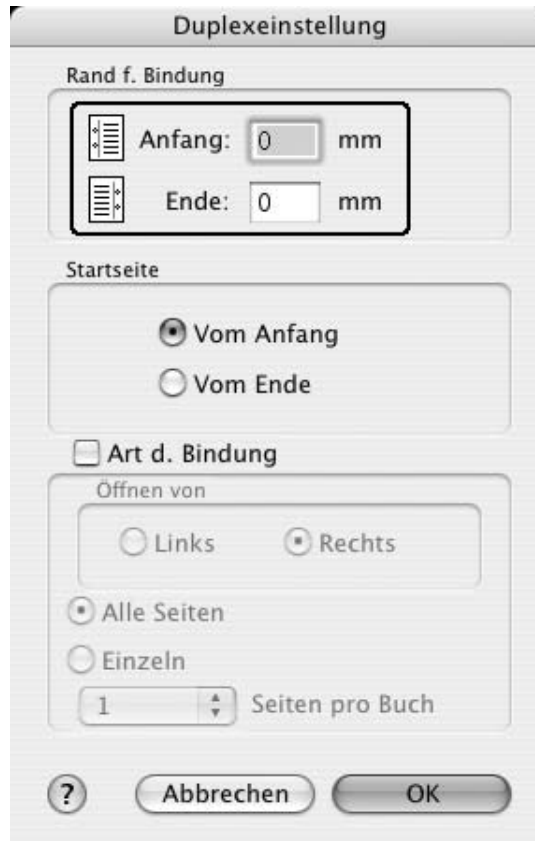 Duplexeinstellung
Rand f. Bindung
Anfang: 0 mm
Ende: 0 mm
Startseite
Vom Anfang
Vom Ende
Art d. Bindung
Öffnen von
Links Rechts
Alle Seiten
Einzeln
1 Seiten pro Buch
? Abbrechen OK